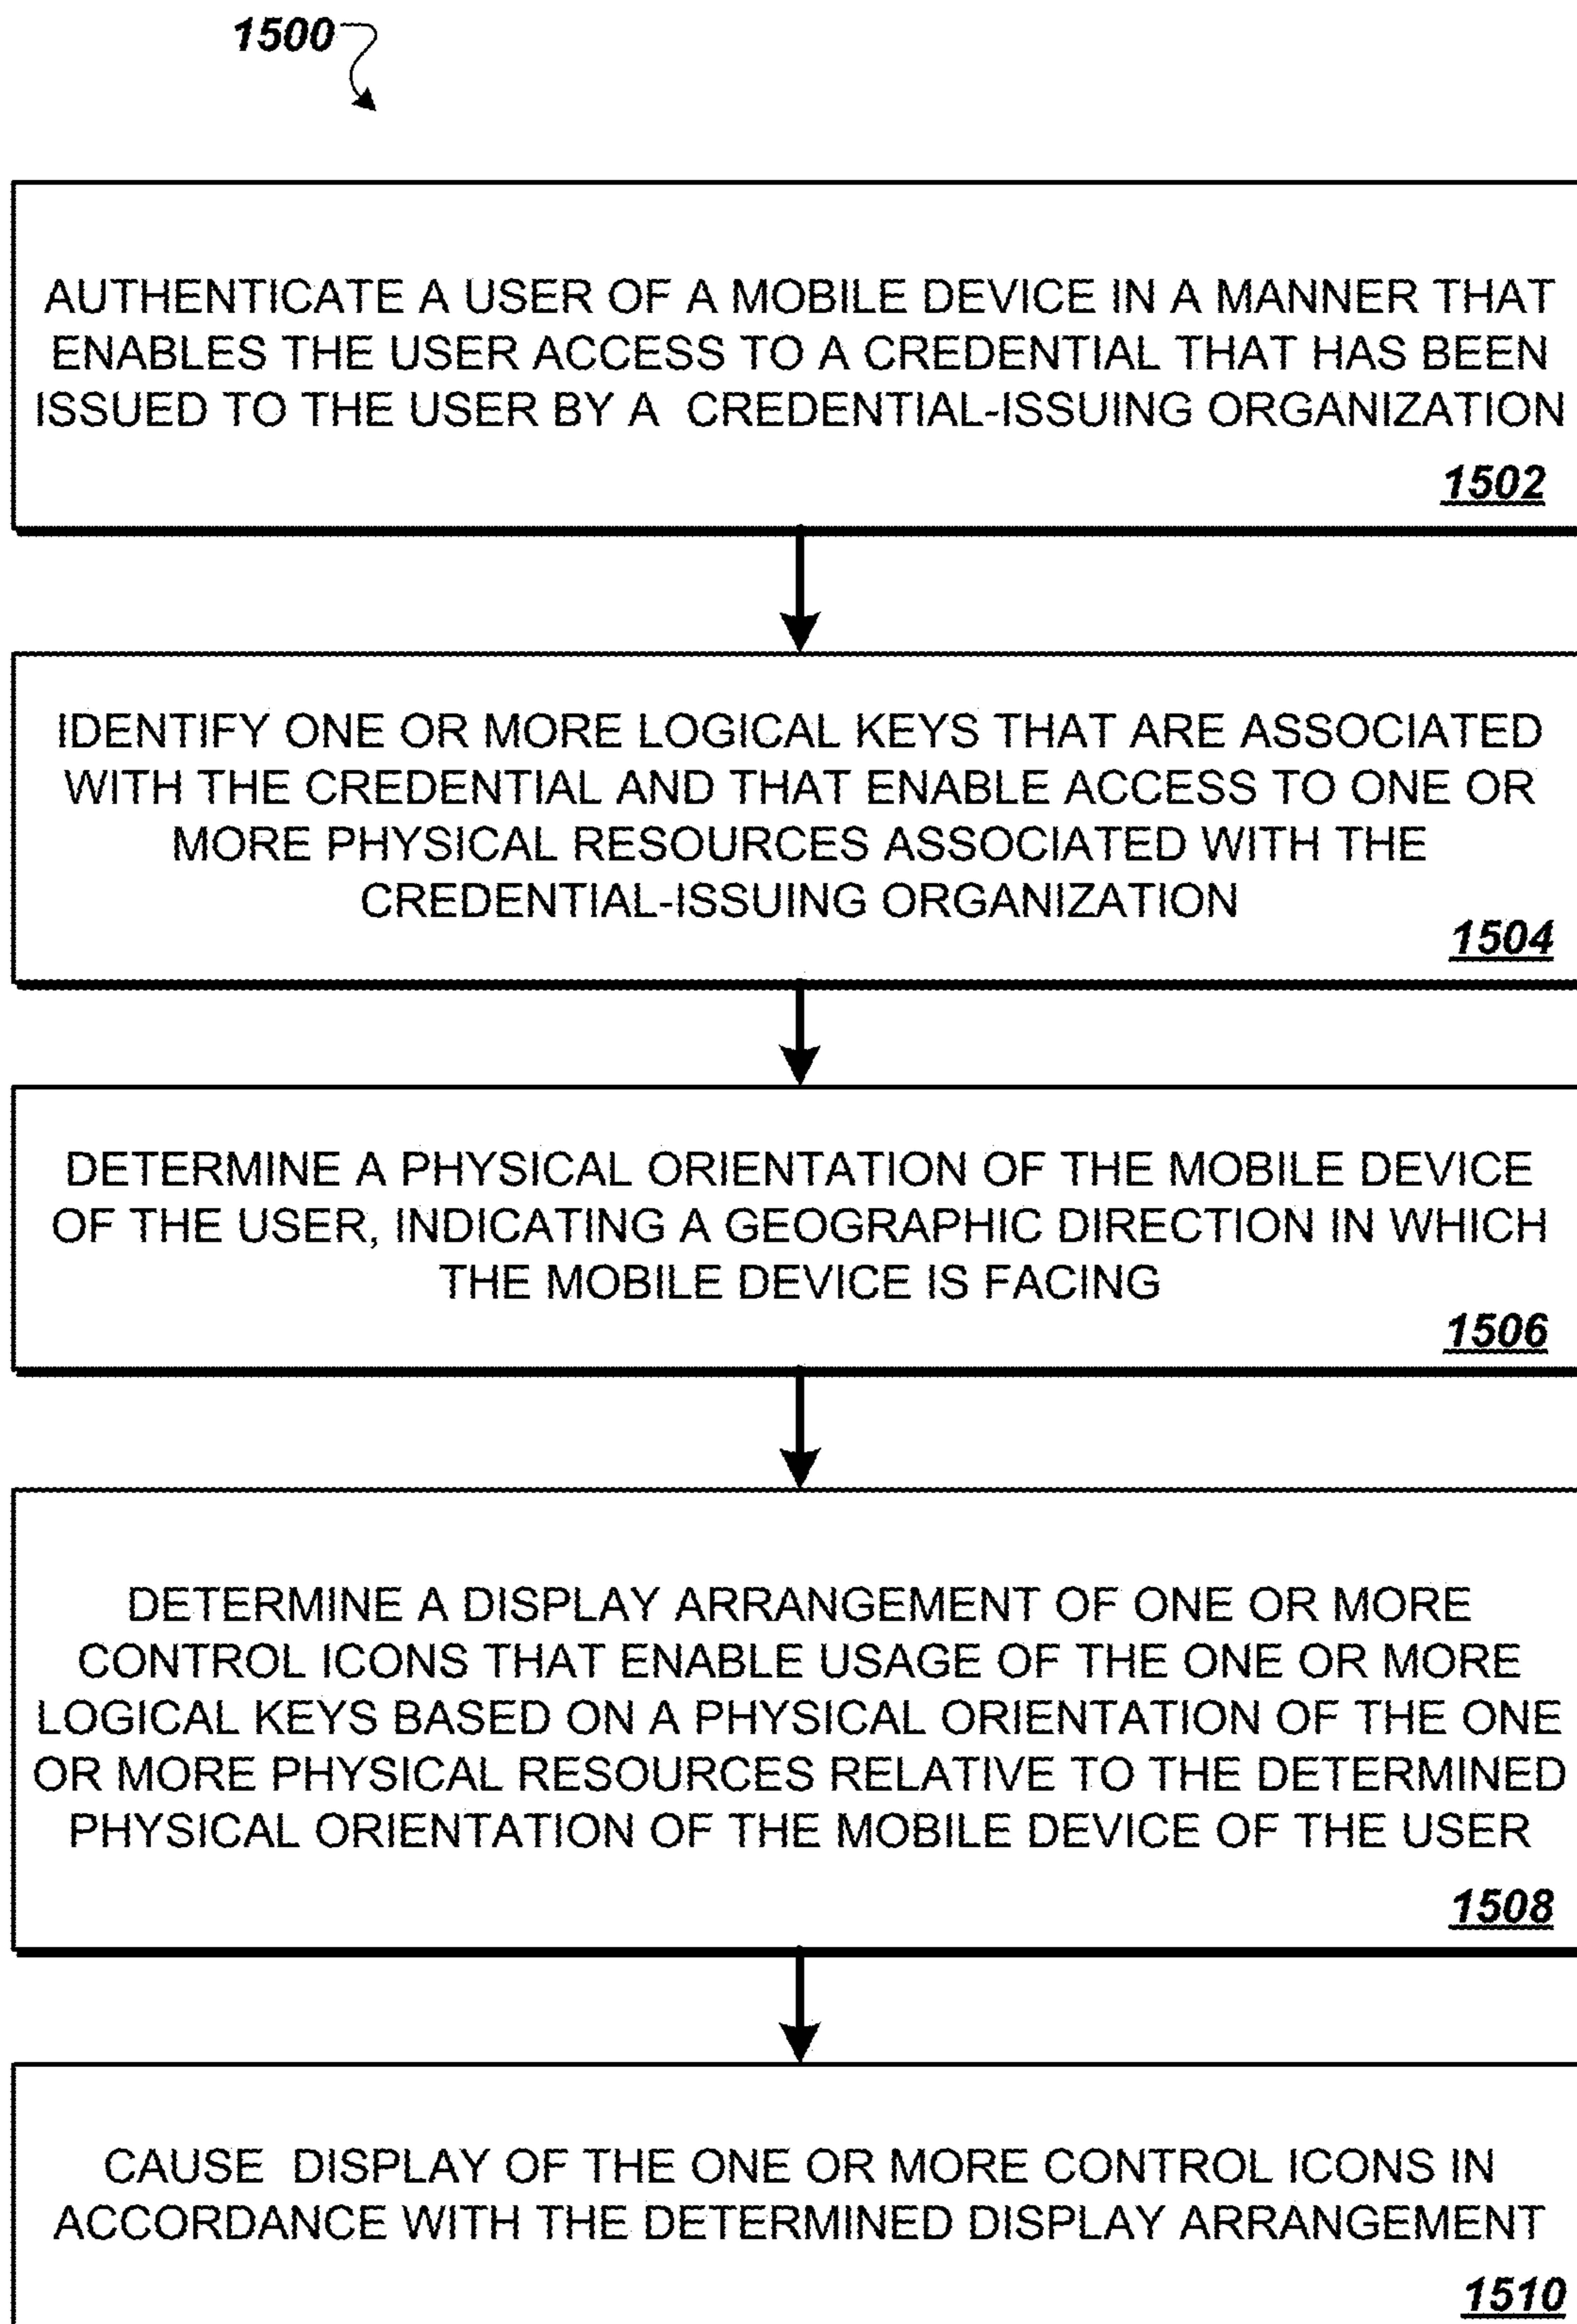 1500
AUTHENTICATE A USER OF A MOBILE DEVICE IN A MANNER THAT
ENABLES THE USER ACCESS TO A CREDENTIAL THAT HAS BEEN
ISSUED TO THE USER BY A CREDENTIAL-ISSUING ORGANIZATION
1502
IDENTIFY ONE OR MORE LOGICAL KEYS THAT ARE ASSOCIATED
WITH THE CREDENTIAL AND THAT ENABLE ACCESS TO ONE OR
MORE PHYSICAL RESOURCES ASSOCIATED WITH THE
CREDENTIAL-ISSUING ORGANIZATION
1504
DETERMINE A PHYSICAL ORIENTATION OF THE MOBILE DEVICE
OF THE USER, INDICATING A GEOGRAPHIC DIRECTION IN WHICH
THE MOBILE DEVICE IS FACING
1506
DETERMINE A DISPLAY ARRANGEMENT OF ONE OR MORE
CONTROL ICONS THAT ENABLE USAGE OF THE ONE OR MORE
LOGICAL KEYS BASED ON A PHYSICAL ORIENTATION OF THE ONE
OR MORE PHYSICAL RESOURCES RELATIVE TO THE DETERMINED
PHYSICAL ORIENTATION OF THE MOBILE DEVICE OF THE USER
1508
CAUSE DISPLAY OF THE ONE OR MORE CONTROL ICONS IN
ACCORDANCE WITH THE DETERMINED DISPLAY ARRANGEMENT
1510